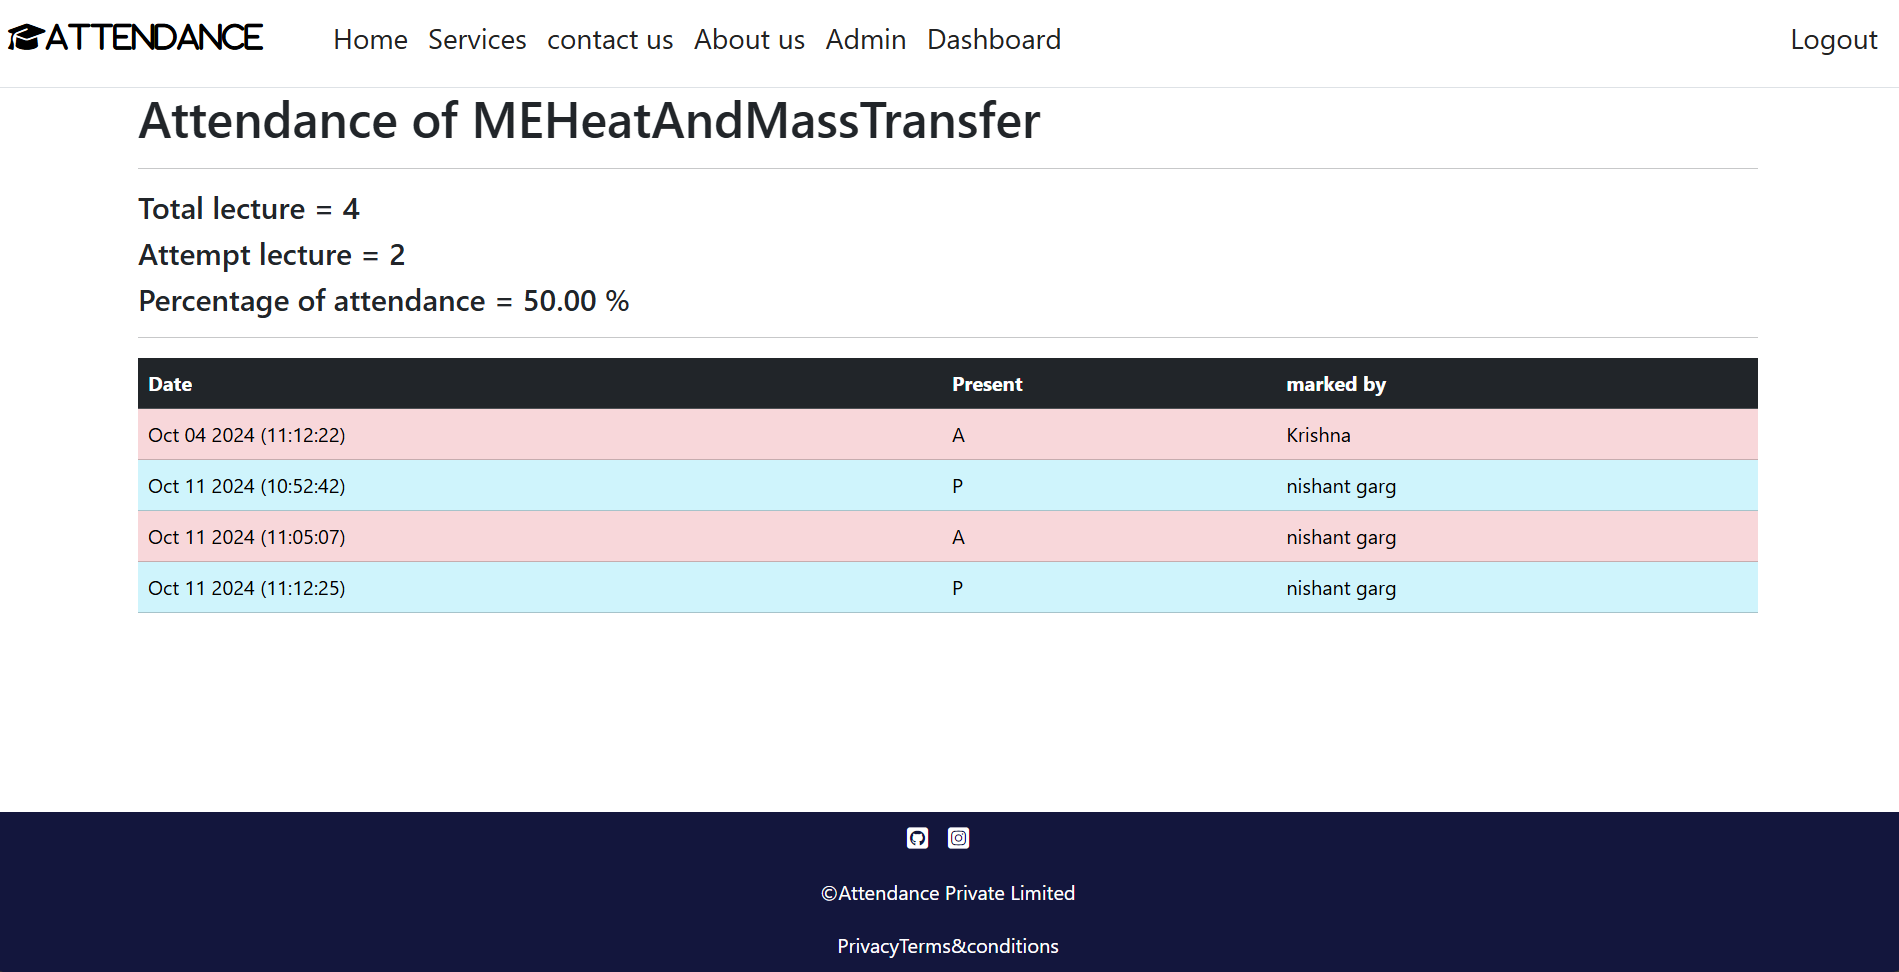 ATTENDANCE Home Services contact us About us Admin Dashboard Logout
Attendance of MEHeatAndMassTransfer
Total lecture = 4
Attempt lecture = 2
Percentage of attendance = 50.00 %
Date Present marked by
Oct 04 2024 (11:12:22) A Krishna
Oct 11 2024 (10:52:42) P nishant garg
Oct 11 2024 (11:05:07) A nishant garg
Oct 11 2024 (11:12:25) P nishant garg
©Attendance Private Limited
PrivacyTerms&conditions